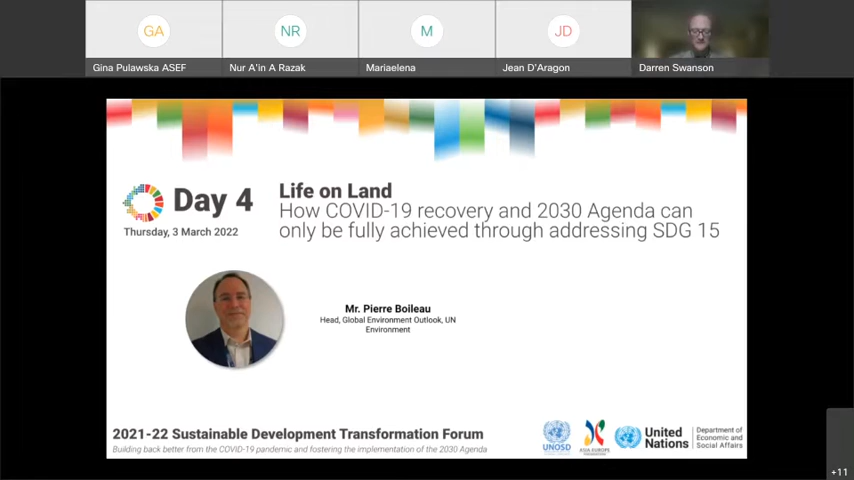 GA
NR
M
JD
Gina Pulawska ASEF
Nur A'in A Razak
Mariaelena
Jean D'Aragon
Darren Swanson
Day 4
Thursday, 3 March 2022
Life on Land
How COVID-19 recovery and 2030 Agenda can
only be fully achieved through addressing SDG 15
Mr. Pierre Boileau
Head, Global Environment Outlook, UN
Environment
2021-22 Sustainable Development Transformation Forum
Building back better from the COVID-19 pandemic and fostering the implementation of the 2030 Agenda
UNOSD
ASIA-EUROPE
FOUNDATION
United
Nations
Department of
Economic and
Social Affairs
+11